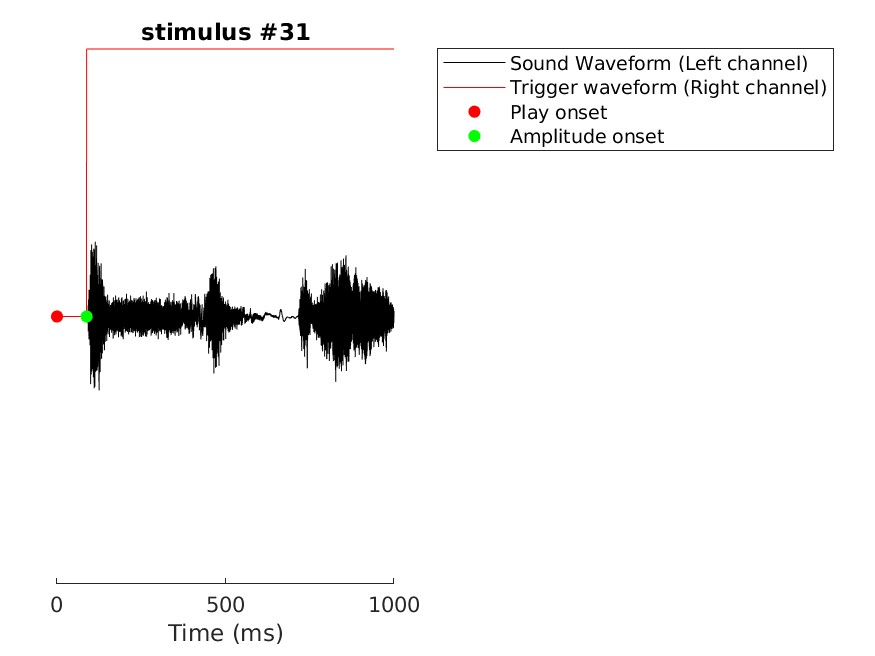 stimulus #31
Sound Waveform (Left channel)
Trigger waveform (Right channel)
Play onset
Amplitude onset
0 500 1000
Time (ms)